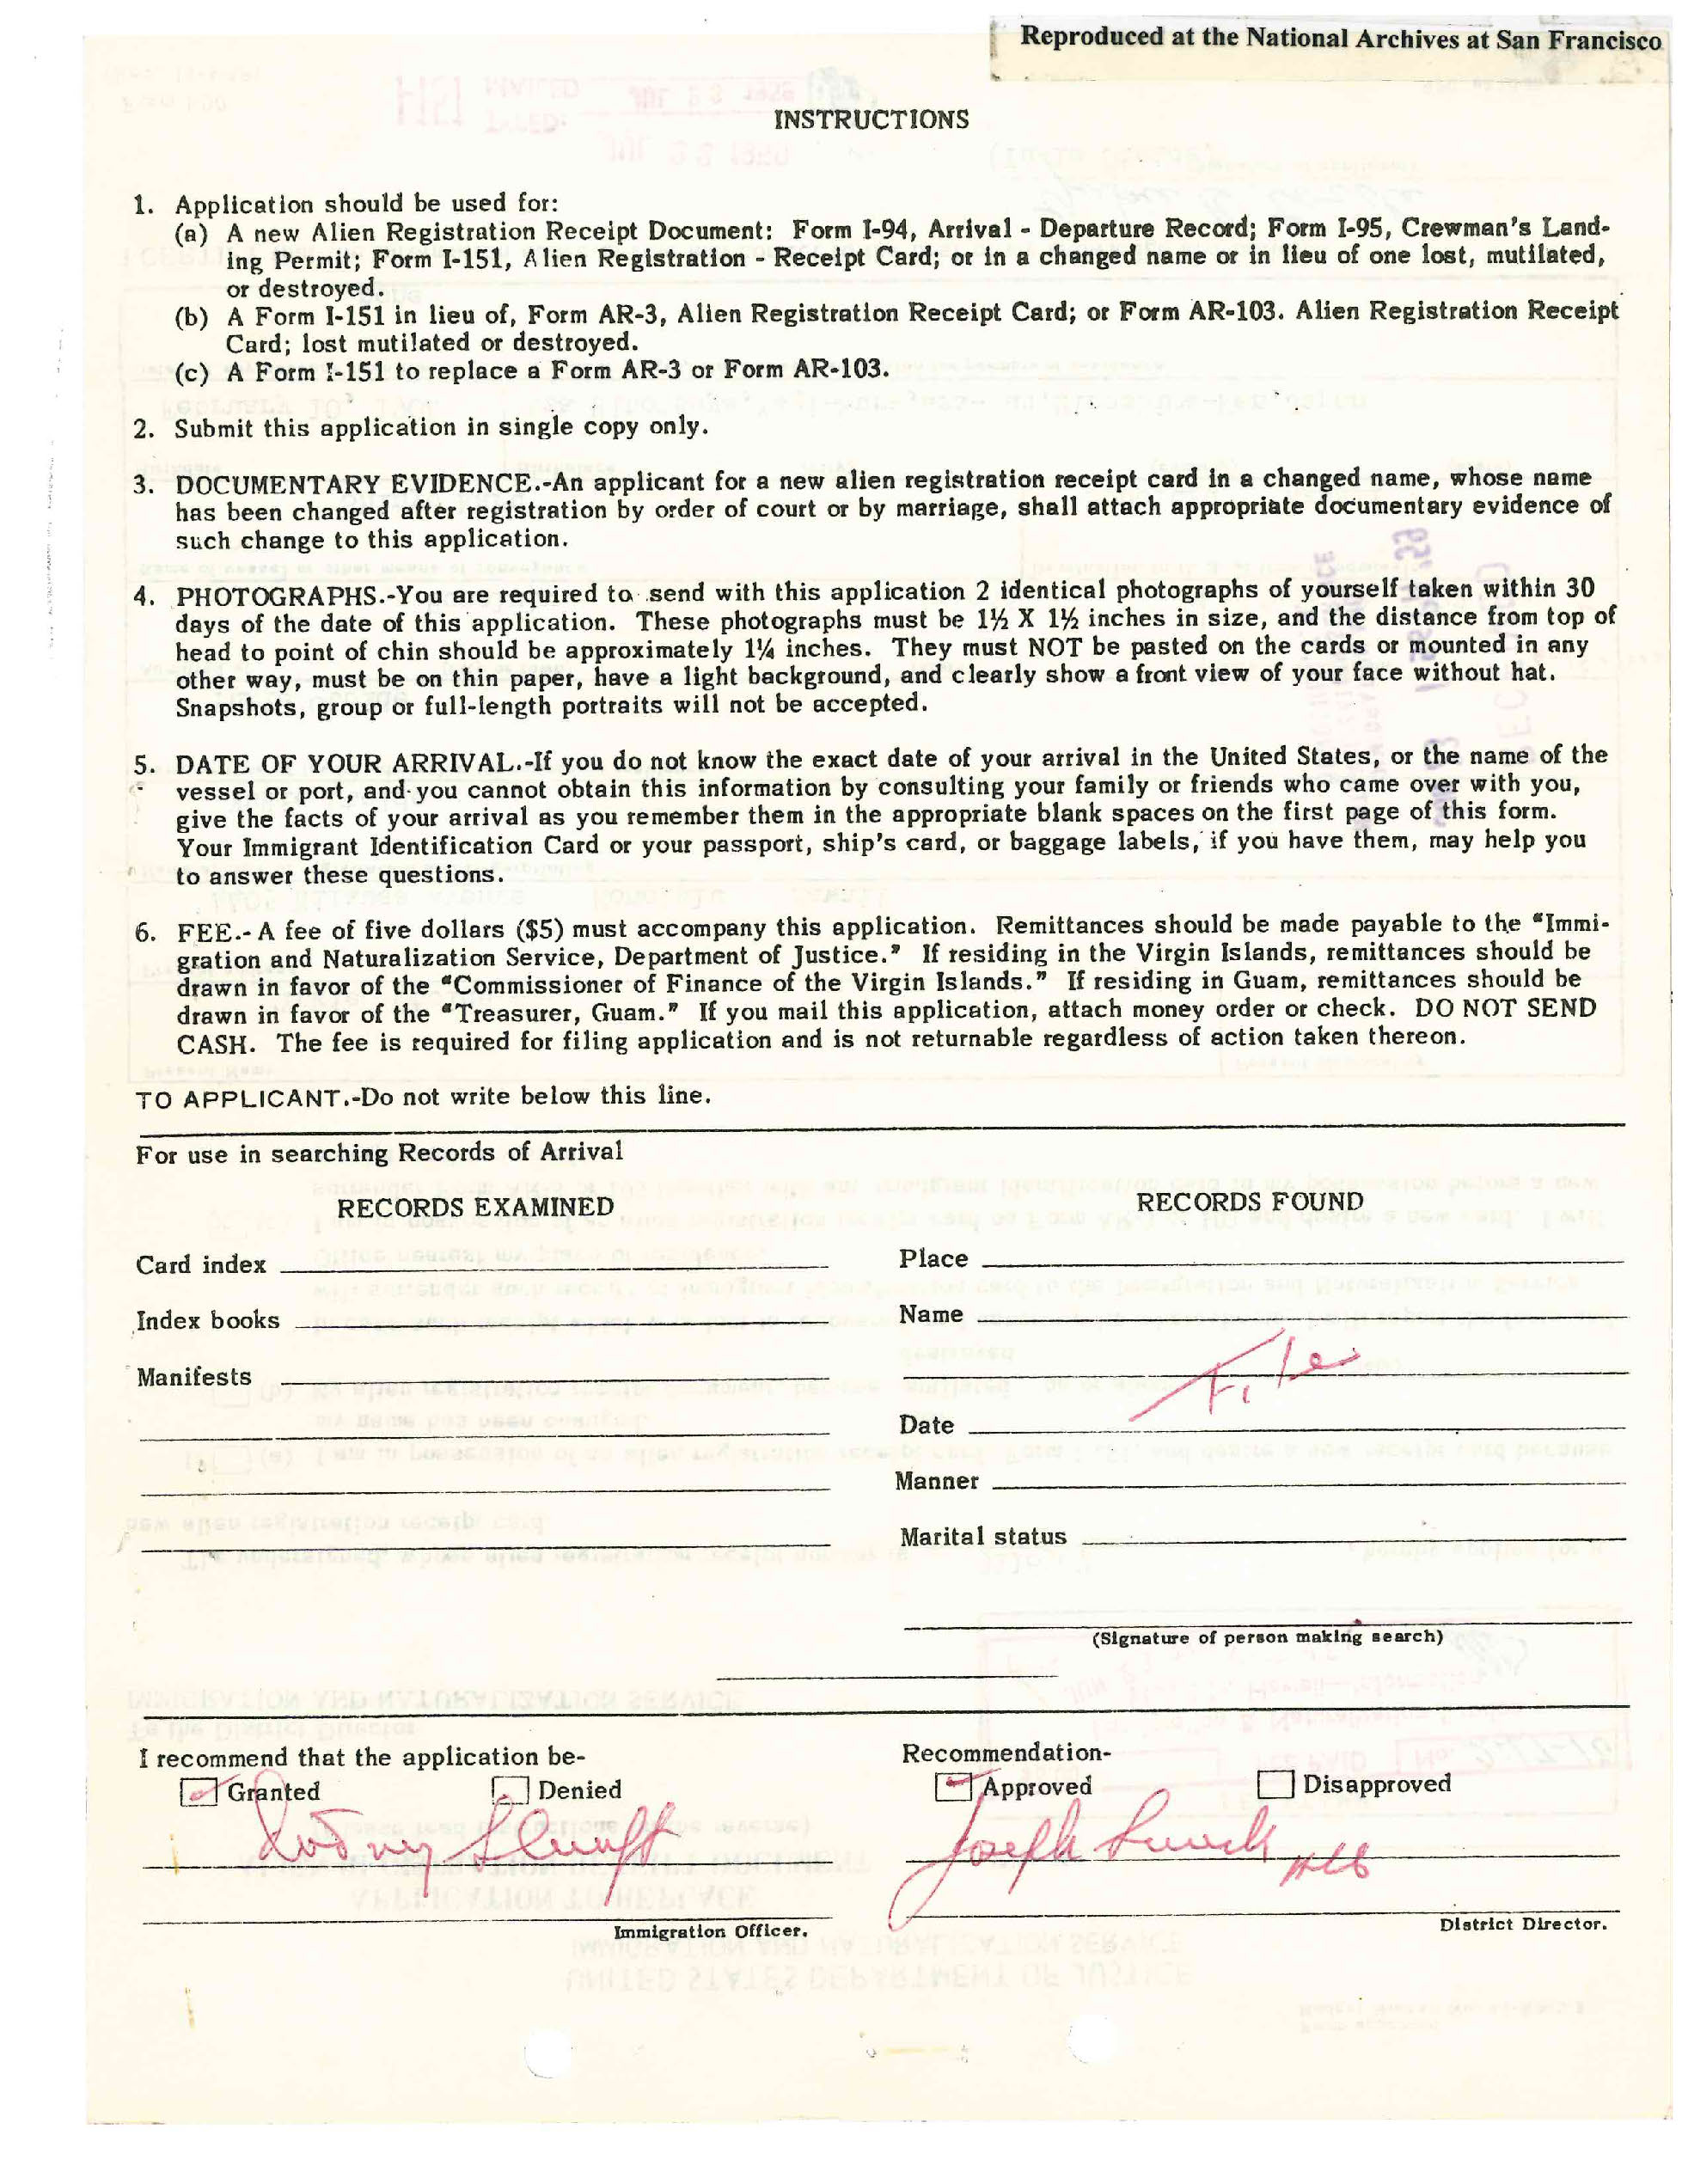 Reproduced at the National Archives at San Francisco
INSTRUCTIONS
1. Application should be used for:
(a) A new Alien Registration Receipt Document: Form I-94, Arrival - Departure Record; Form I-95, Crewman's Land-
ing Permit; Form I-151, Alien Registration - Receipt Card; or in a changed name or in lieu of one lost, mutilated,
or destroyed.
(b) A Form I-151 in lieu of, Form AR-3, Alien Registration Receipt Card; or Form AR-103. Alien Registration Receipt
Card; lost mutilated or destroyed.
(c) A Form I-151 to replace a Form AR-3 or Form AR-103.
2. Submit this application in single copy only.
3. DOCUMENTARY EVIDENCE.-An applicant for a new alien registration receipt card in a changed name, whose name
has been changed after registration by order of court or by marriage, shall attach appropriate documentary evidence of
such change to this application.
4. PHOTOGRAPHS.-You are required to send with this application 2 identical photographs of yourself taken within 30
days of the date of this application. These photographs must be 1½ X 1½ inches in size, and the distance from top of
head to point of chin should be approximately 1¼ inches. They must NOT be pasted on the cards or mounted in any
other way, must be on thin paper, have a light background, and clearly show a front view of your face without hat.
Snapshots, group or full-length portraits will not be accepted.
5. DATE OF YOUR ARRIVAL.-If you do not know the exact date of your arrival in the United States, or the name of the
vessel or port, and you cannot obtain this information by consulting your family or friends who came over with you,
give the facts of your arrival as you remember them in the appropriate blank spaces on the first page of this form.
Your Immigrant Identification Card or your passport, ship's card, or baggage labels, if you have them, may help you
to answer these questions.
6. FEE.- A fee of five dollars ($5) must accompany this application. Remittances should be made payable to the "Immi-
gration and Naturalization Service, Department of Justice." If residing in the Virgin Islands, remittances should be
drawn in favor of the "Commissioner of Finance of the Virgin Islands." If residing in Guam, remittances should be
drawn in favor of the "Treasurer, Guam." If you mail this application, attach money order or check. DO NOT SEND
CASH. The fee is required for filing application and is not returnable regardless of action taken thereon.
TO APPLICANT.-Do not write below this line.
For use in searching Records of Arrival
RECORDS EXAMINED
RECORDS FOUND
Card index
Place
Index books
Name
Manifests
File
Date
Manner
Marital status
(Signature of person making search)
I recommend that the application be-
Recommendation-
Granted Denied
Approved Disapproved
Joseph
Immigration Officer.
District Director.